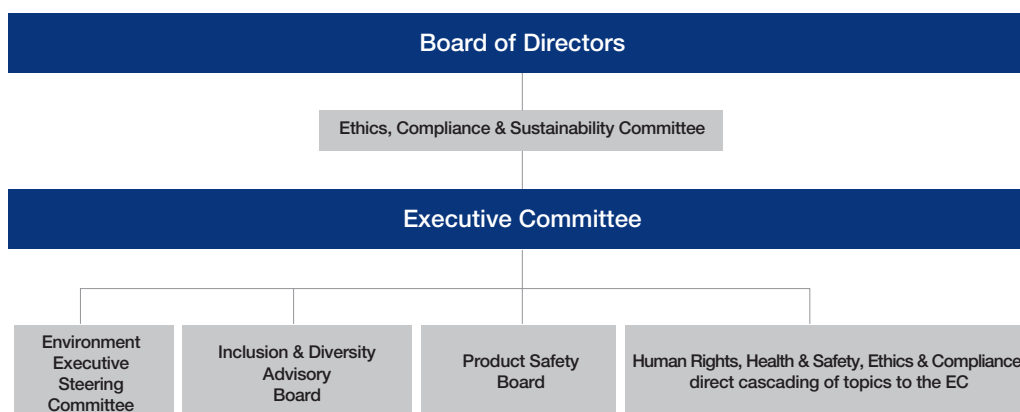 Board of Directors
Ethics, Compliance & Sustainability Committee
Executive Committee
Environment
Executive
Steering
Committee
Inclusion & Diversity
Advisory
Board
Product Safety
Board
Human Rights, Health & Safety, Ethics & Compliance
direct cascading of topics to the EC